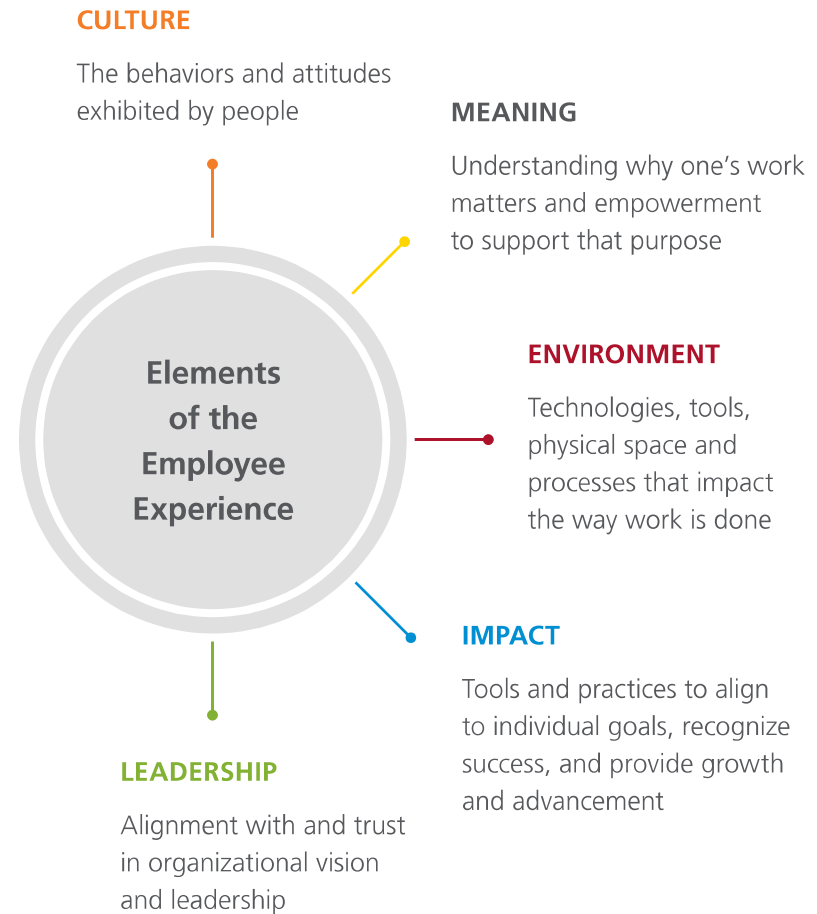 CULTURE
The behaviors and attitudes
exhibited by people
MEANING
Understanding why one’s work
matters and empowerment
to support that purpose
Elements
of the
Employee
Experience
ENVIRONMENT
Technologies, tools,
physical space and
processes that impact
the way work is done
IMPACT
Tools and practices to align
to individual goals, recognize
success, and provide growth
and advancement
LEADERSHIP
Alignment with and trust
in organizational vision
and leadership